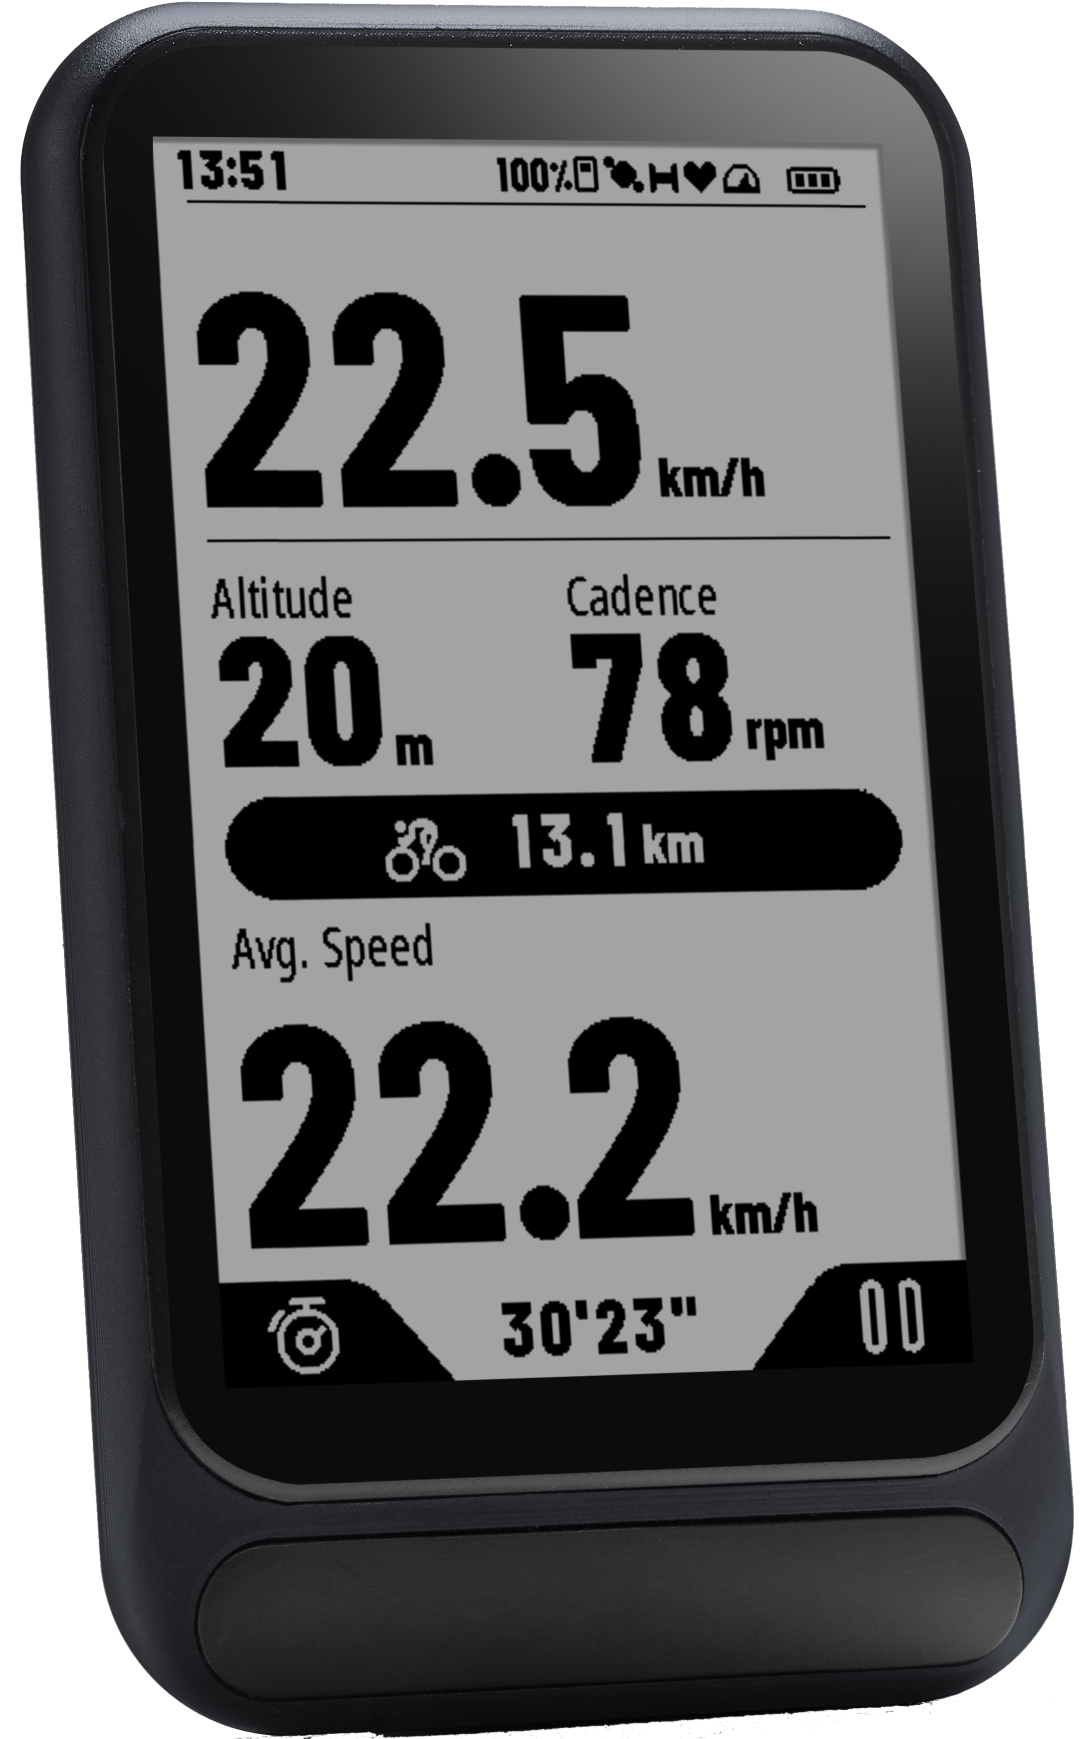 13:51 100%
22.5 km/h
Altitude Cadence
20 m 78 rpm
13.1 km
Avg. Speed
22.2 km/h
30'23"